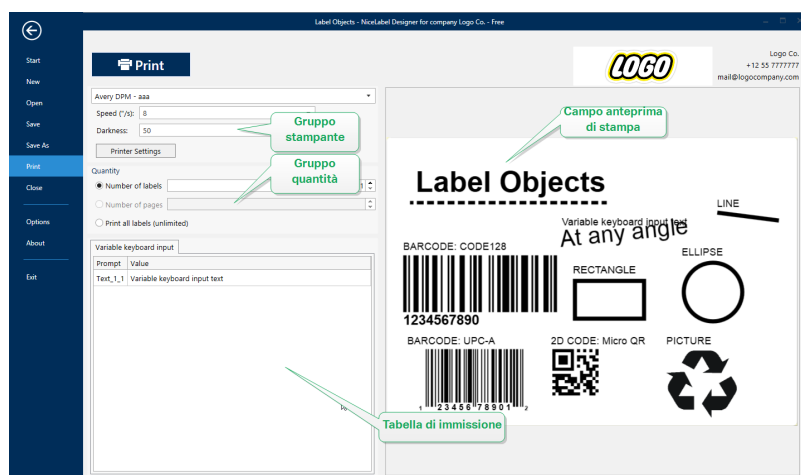 Label Objects - NiceLabel Designer for company Logo Co. - Free
Start
New
Open
Save
Save As
Print
Close
Options
About
Exit
Print
Avery DPM - aaa
Speed ("/s): 8
Darkness: 50
Printer Settings
Gruppo
stampante
Quantity
Number of labels 1
Number of pages
Print all labels (unlimited)
Gruppo
quantità
Variable keyboard input
Prompt Value
Text_1_1 Variable keyboard input text
Tabella di immissione
LOGO
Logo Co.
+12 55 7777777
mail@logocompany.com
Campo anteprima
di stampa
Label Objects
LINE
Variable keyboard input text
At any angle
BARCODE: CODE128
1234567890
RECTANGLE
ELLIPSE
BARCODE: UPC-A
1 23456 78901 2
2D CODE: Micro QR
PICTURE